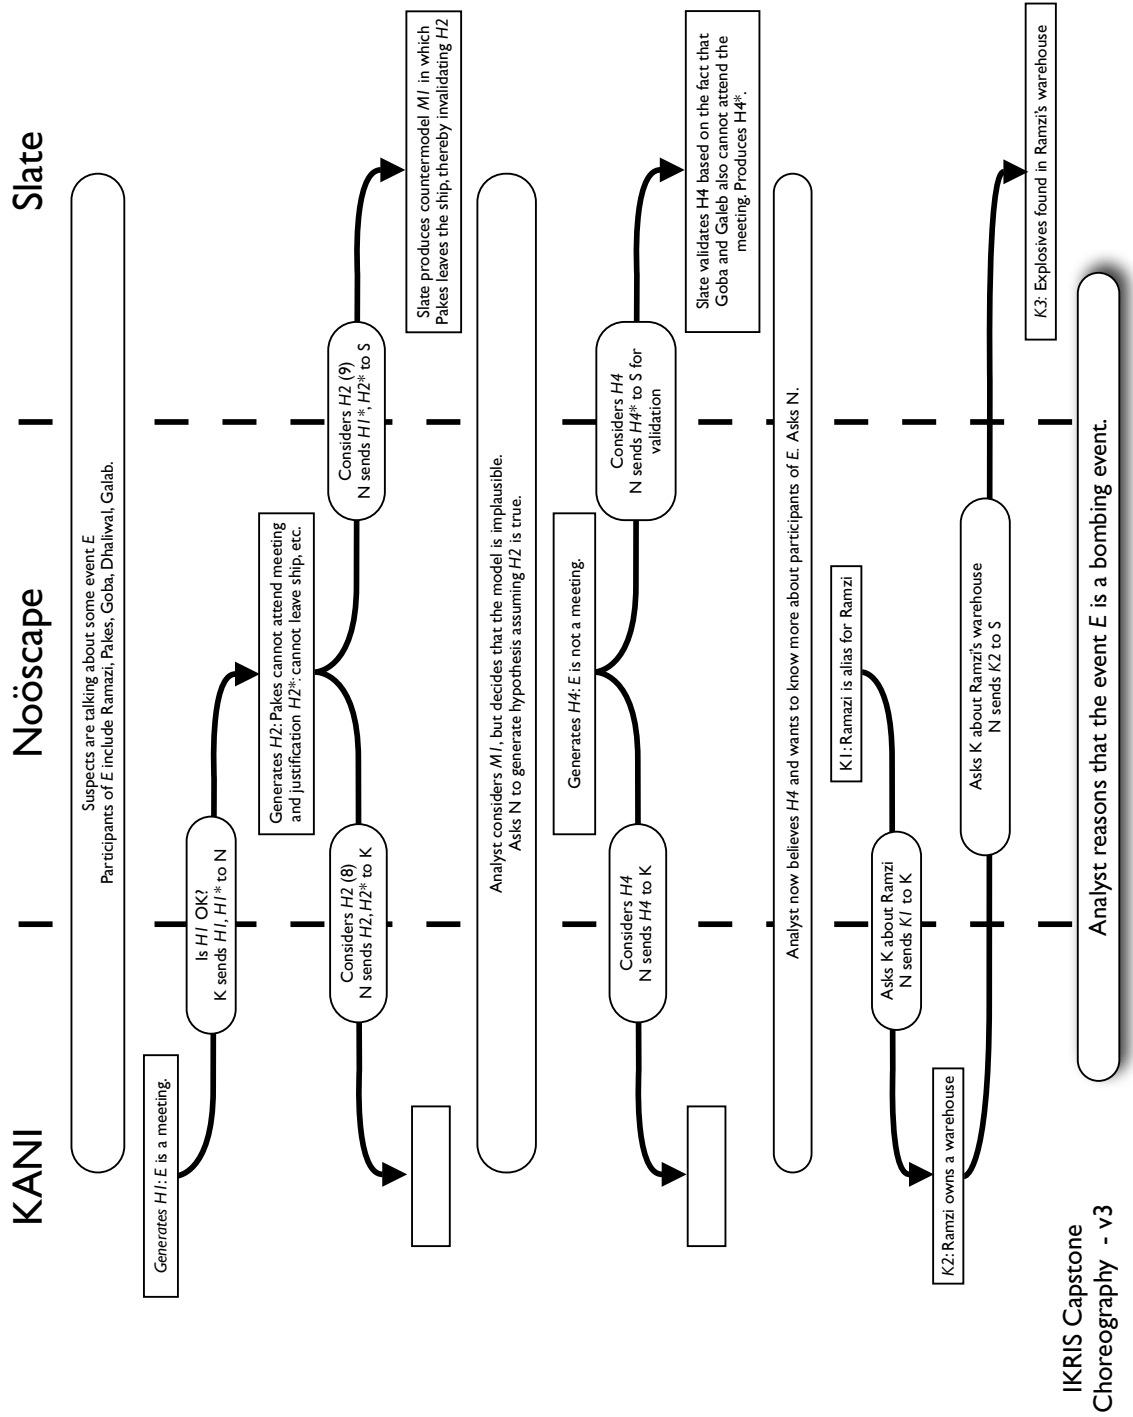 KANI
Noöscape
Slate
Suspects are talking about some event E
Participants of E include Ramazi, Pakes, Goba, Dhaliwal, Galab.
Generates H1: E is a meeting.
Is H1 OK?
K sends H1, H1* to N
Generates H2: Pakes cannot attend meeting
and justification H2*: cannot leave ship, etc.
Considers H2 (8)
N sends H2, H2* to K
Considers H2 (9)
N sends H1*, H2* to S
Slate produces countermodel M1 in which
Pakes leaves the ship, thereby invalidating H2
Analyst considers M1, but decides that the model is implausible.
Asks N to generate hypothesis assuming H2 is true.
Generates H4: E is not a meeting.
Considers H4
N sends H4 to K
Considers H4
N sends H4* to S for
validation
Slate validates H4 based on the fact that
Goba and Galeb also cannot attend the
meeting. Produces H4*.
Analyst now believes H4 and wants to know more about participants of E. Asks N.
K1: Ramazi is alias for Ramzi
Asks K about Ramzi
N sends K1 to K
K2: Ramzi owns a warehouse
Asks K about Ramzi's warehouse
N sends K2 to S
K3: Explosives found in Ramzi's warehouse
Analyst reasons that the event E is a bombing event.
IKRIS Capstone
Choreography - v3